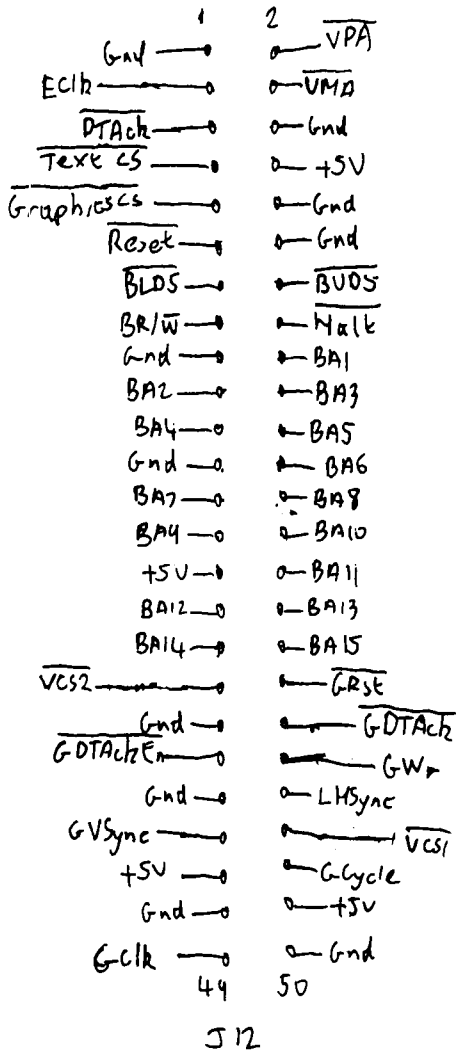 1 2
Gnd VPA
EClk VMA
DTAck Gnd
Text CS +5V
Graphics CS Gnd
Reset Gnd
BLDS BUDS
BR/W Halt
Gnd BA1
BA2 BA3
BA4 BA5
Gnd BA6
BA7 BA8
BA9 BA10
+5V BA11
BA12 BA13
BA14 BA15
VCS2 GRst
Gnd GDTAck
GDTAckEn GWr
Gnd LHSync
GVSync VCS1
+5V GCycle
Gnd +5V
GClk Gnd
49 50
J12